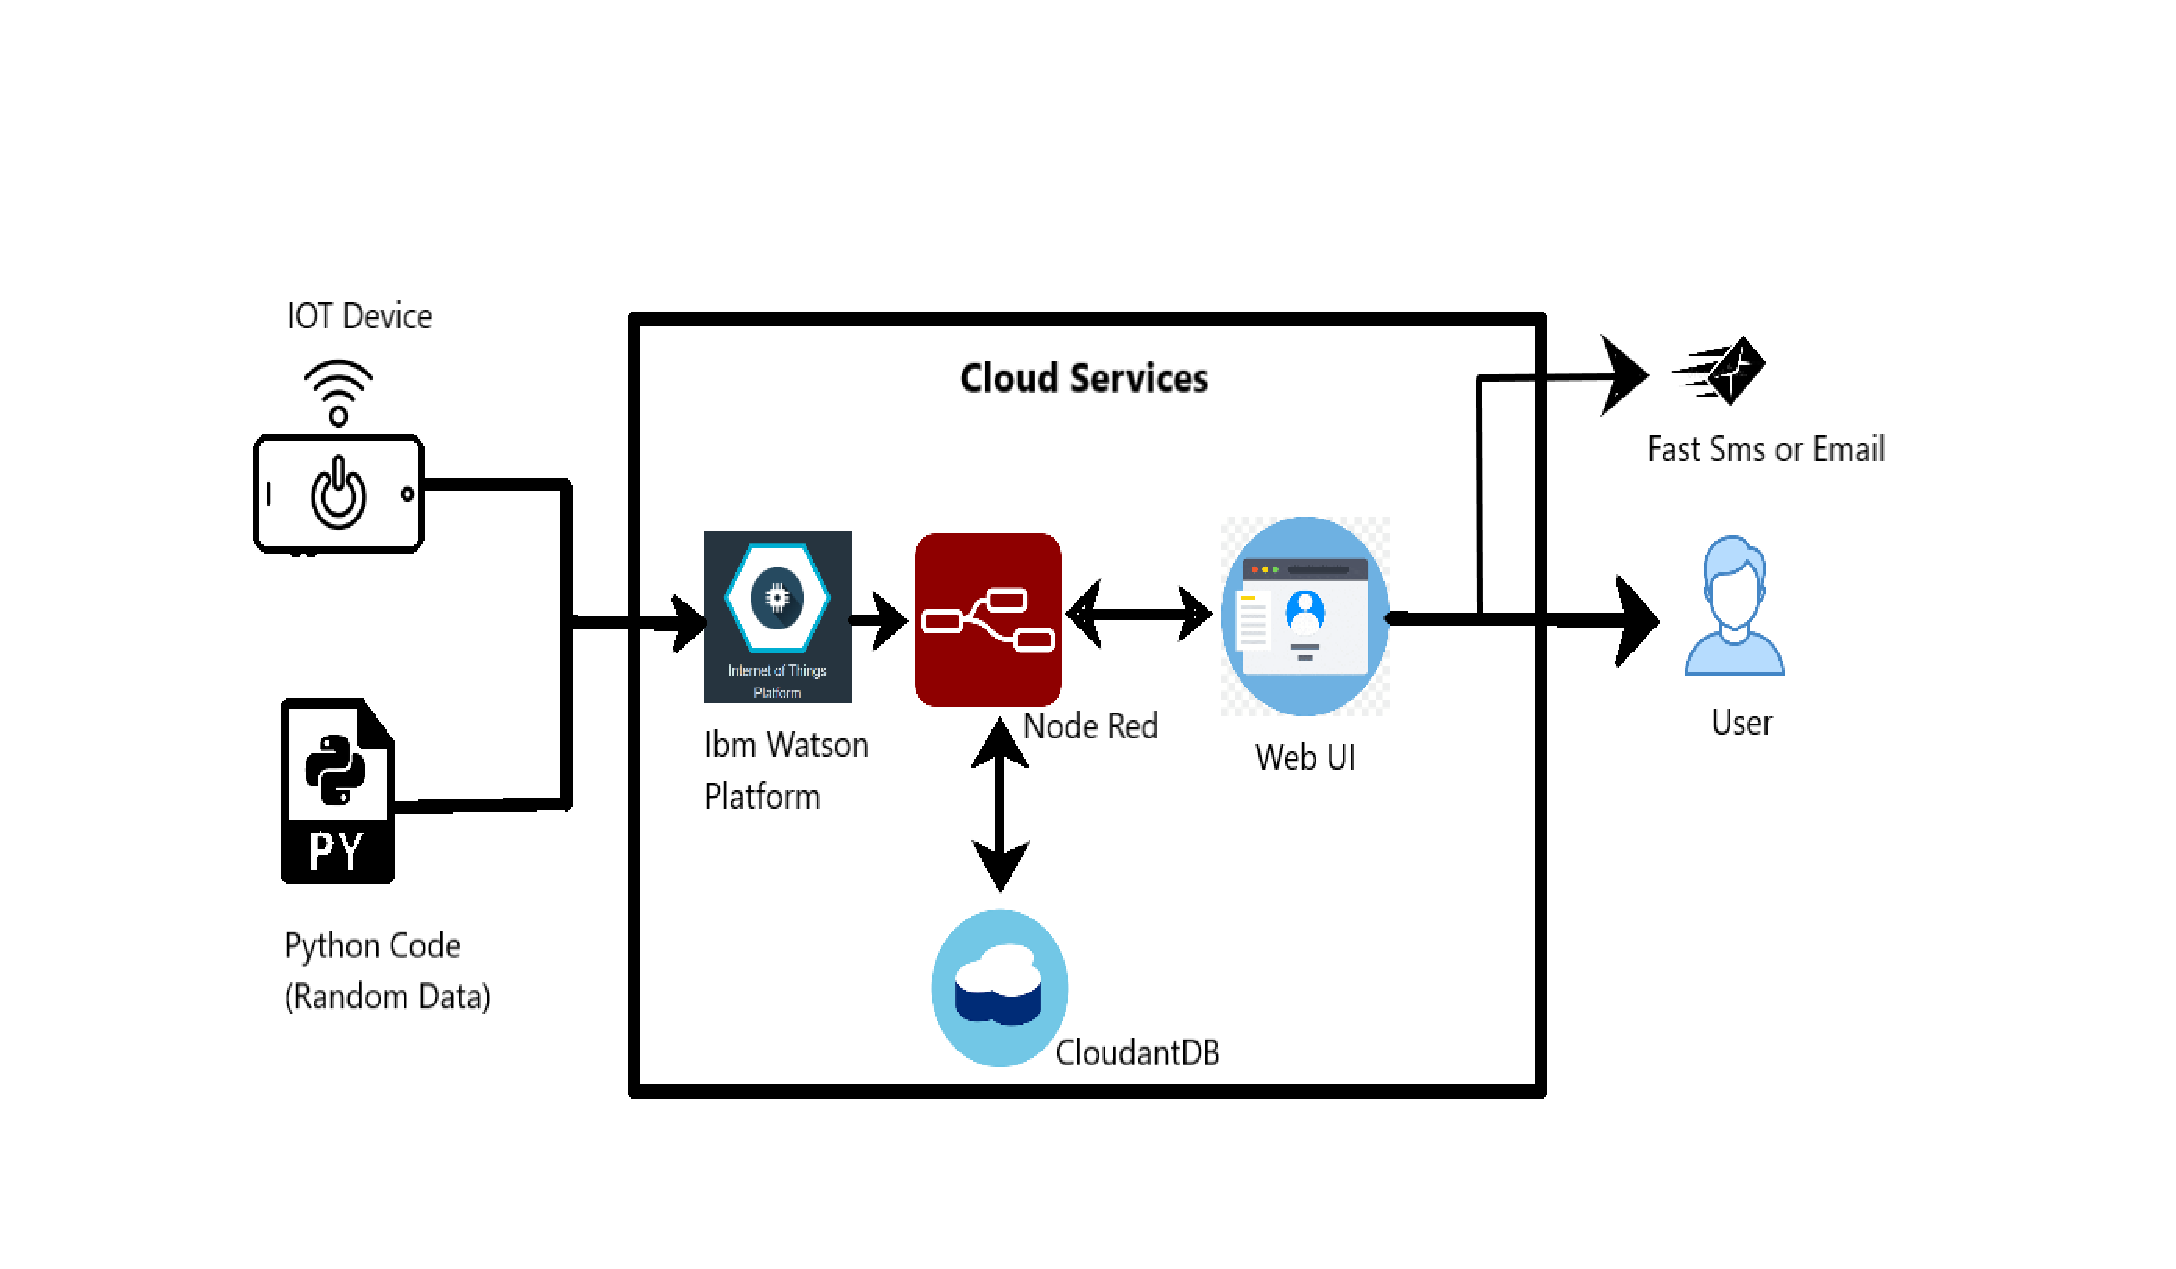 IOT Device
Cloud Services
Fast Sms or Email
Internet of Things
Platform
Ibm Watson
Platform
Node Red
Web UI
User
PY
Python Code
(Random Data)
CloudantDB